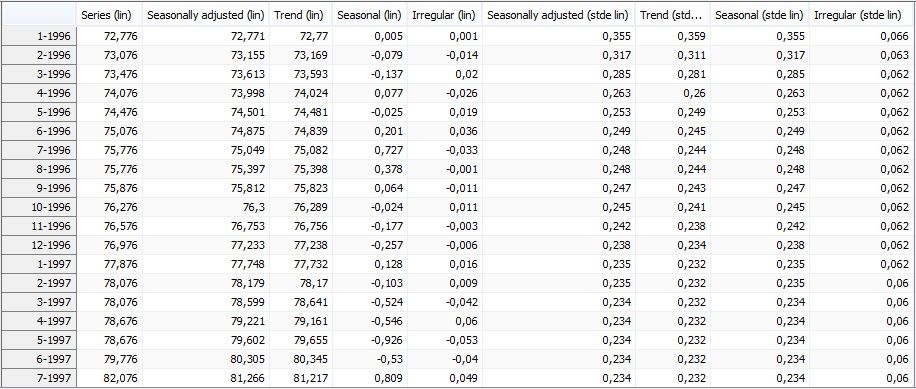 Series (lin) Seasonally adjusted (lin) Trend (lin) Seasonal (lin) Irregular (lin) Seasonally adjusted (stde lin) Trend (std... Seasonal (stde lin) Irregular (stde lin)
1-1996 72,776 72,771 72,77 0,005 0,001 0,355 0,359 0,355 0,066
2-1996 73,076 73,155 73,169 -0,079 -0,014 0,317 0,311 0,317 0,063
3-1996 73,476 73,613 73,593 -0,137 0,02 0,285 0,281 0,285 0,062
4-1996 74,076 73,998 74,024 0,077 -0,026 0,263 0,26 0,263 0,062
5-1996 74,476 74,501 74,481 -0,025 0,019 0,253 0,249 0,253 0,062
6-1996 75,076 74,875 74,839 0,201 0,036 0,249 0,245 0,249 0,062
7-1996 75,776 75,049 75,082 0,727 -0,033 0,248 0,244 0,248 0,062
8-1996 75,776 75,397 75,398 0,378 -0,001 0,248 0,244 0,248 0,062
9-1996 75,876 75,812 75,823 0,064 -0,011 0,247 0,243 0,247 0,062
10-1996 76,276 76,3 76,289 -0,024 0,011 0,245 0,241 0,245 0,062
11-1996 76,576 76,753 76,756 -0,177 -0,003 0,242 0,238 0,242 0,062
12-1996 76,976 77,233 77,238 -0,257 -0,006 0,238 0,234 0,238 0,062
1-1997 77,876 77,748 77,732 0,128 0,016 0,235 0,232 0,235 0,062
2-1997 78,076 78,179 78,17 -0,103 0,009 0,235 0,232 0,235 0,06
3-1997 78,076 78,599 78,641 -0,524 -0,042 0,234 0,232 0,234 0,06
4-1997 78,676 79,221 79,161 -0,546 0,06 0,234 0,232 0,234 0,06
5-1997 78,676 79,602 79,655 -0,926 -0,053 0,234 0,232 0,234 0,06
6-1997 79,776 80,305 80,345 -0,53 -0,04 0,234 0,232 0,234 0,06
7-1997 82,076 81,266 81,217 0,809 0,049 0,234 0,232 0,234 0,06